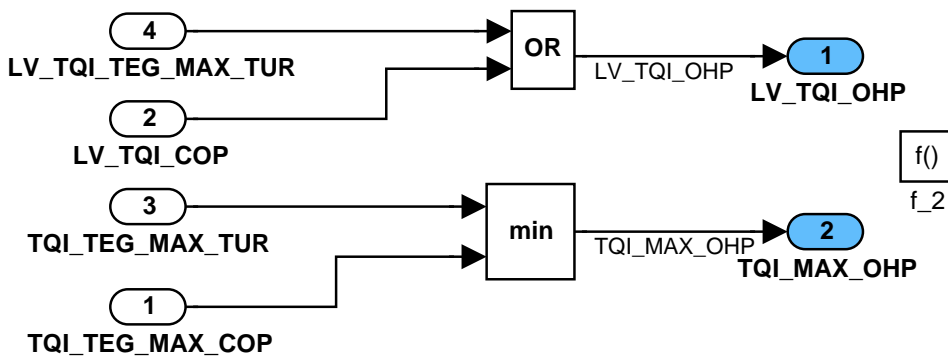 4
LV_TQI_TEG_MAX_TUR
OR
LV_TQI_OHP
1
LV_TQI_OHP
2
LV_TQI_COP
f()
f_2
3
TQI_TEG_MAX_TUR
min
TQI_MAX_OHP
2
TQI_MAX_OHP
1
TQI_TEG_MAX_COP